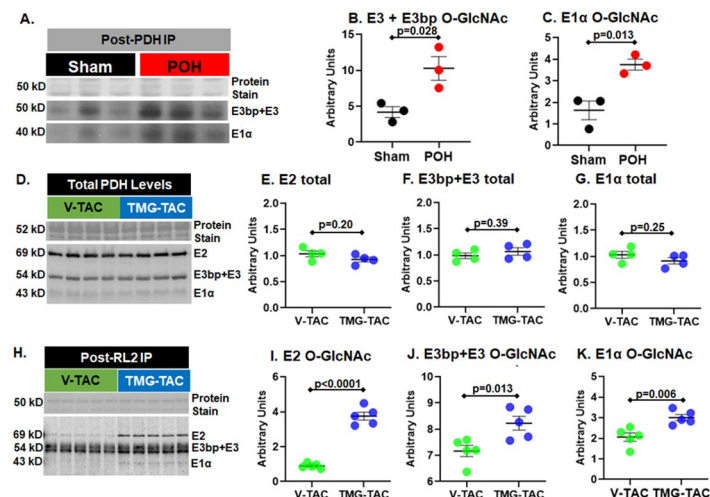 A.
Post-PDH IP
Sham POH
50 kD Protein Stain
50 kD E3bp+E3
40 kD E1α
B. E3 + E3bp O-GlcNAc
p=0.028
Arbitrary Units
15
10
5
0
Sham POH
C. E1α O-GlcNAc
p=0.013
Arbitrary Units
5
4
3
2
1
0
Sham POH
D.
Total PDH Levels
V-TAC TMG-TAC
52 kD Protein Stain
69 kD E2
54 kD E3bp+E3
43 kD E1α
E. E2 total
p=0.20
Arbitrary Units
2.0
1.5
1.0
0.5
0.0
V-TAC TMG-TAC
F. E3bp+E3 total
p=0.39
Arbitrary Units
2.0
1.5
1.0
0.5
0.0
V-TAC TMG-TAC
G. E1α total
p=0.25
Arbitrary Units
2.0
1.5
1.0
0.5
0.0
V-TAC TMG-TAC
H.
Post-RL2 IP
V-TAC TMG-TAC
50 kD Protein Stain
69 kD E2
54 kD E3bp+E3
43 kD E1α
I. E2 O-GlcNAc
p<0.0001
Arbitrary Units
6
4
2
0
V-TAC TMG-TAC
J. E3bp+E3 O-GlcNAc
p=0.013
Arbitrary Units
10
9
8
7
6
V-TAC TMG-TAC
K. E1α O-GlcNAc
p=0.006
Arbitrary Units
5
4
3
2
1
0
V-TAC TMG-TAC